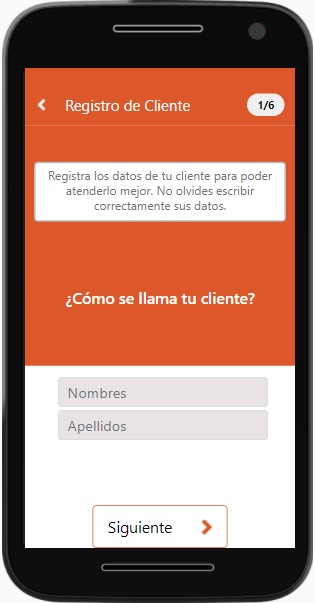 Registro de Cliente
1/6
Registra los datos de tu cliente para poder
atenderlo mejor. No olvides escribir
correctamente sus datos.
¿Cómo se llama tu cliente?
Nombres
Apellidos
Siguiente